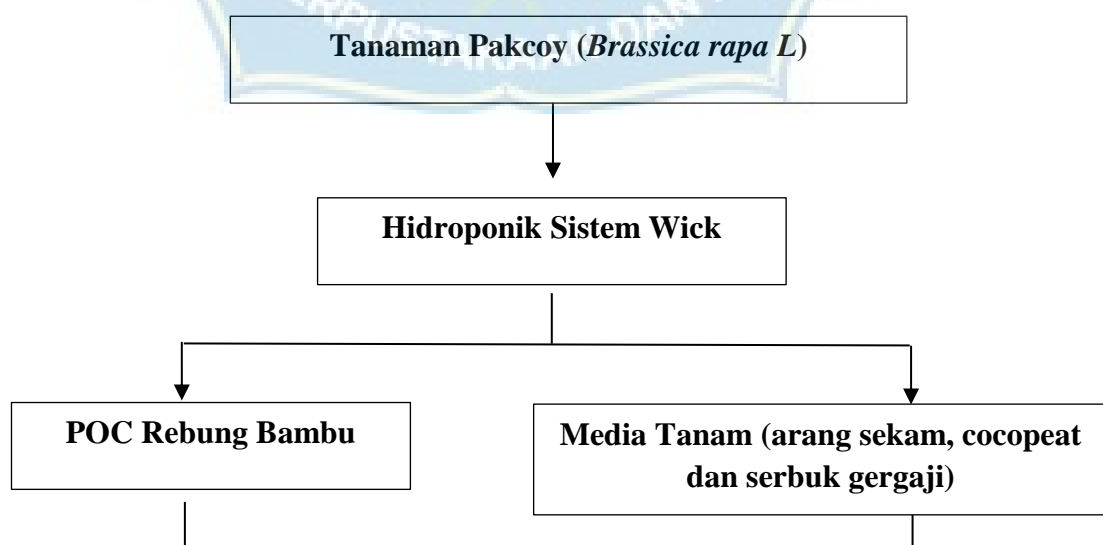 Tanaman Pakcoy (Brassica rapa L)
Hidroponik Sistem Wick
POC Rebung Bambu
Media Tanam (arang sekam, cocopeat
dan serbuk gergaji)